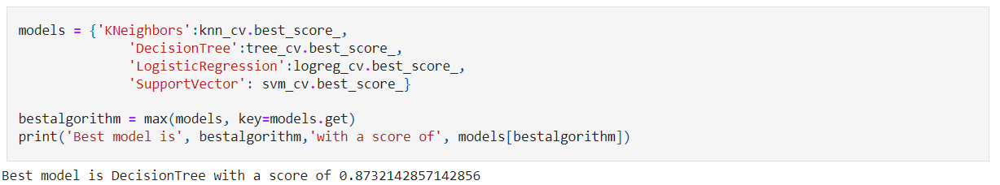 models = {'KNeighbors':knn_cv.best_score_,
'DecisionTree':tree_cv.best_score_,
'LogisticRegression':logreg_cv.best_score_,
'SupportVector': svm_cv.best_score_}
bestalgorithm = max(models, key=models.get)
print('Best model is', bestalgorithm,'with a score of', models[bestalgorithm])
Best model is DecisionTree with a score of 0.8732142857142856